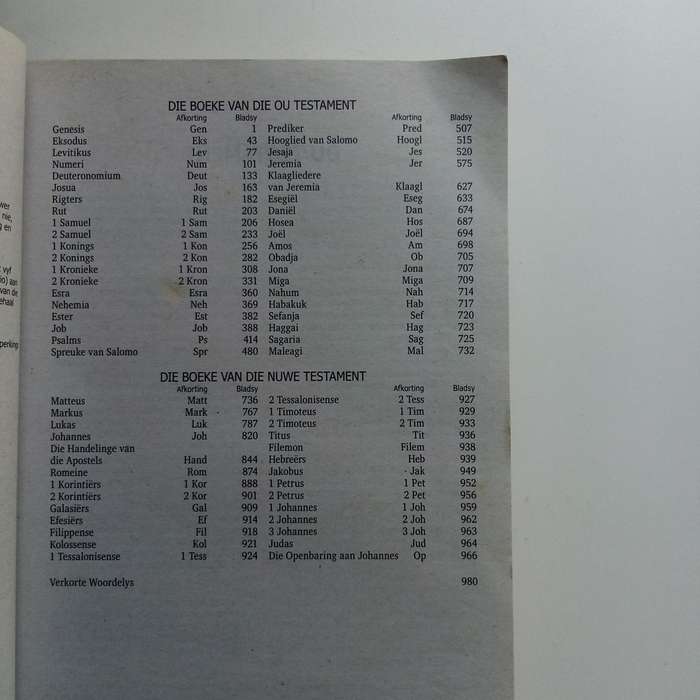 wer
nie,
g en
vyf
io) aan
van de
ehaal
perking
DIE BOEKE VAN DIE OU TESTAMENT
Afkorting Bladsy Afkorting Bladsy
Genesis Gen 1 Prediker Pred 507
Eksodus Eks 43 Hooglied van Salomo Hoogl 515
Levitikus Lev 77 Jesaja Jes 520
Numeri Num 101 Jeremia Jer 575
Deuteronomium Deut 133 Klaagliedere
Josua Jos 163 van Jeremia Klaagl 627
Rigters Rig 182 Esegiël Eseg 633
Rut Rut 203 Daniël Dan 674
1 Samuel 1 Sam 206 Hosea Hos 687
2 Samuel 2 Sam 233 Joël Joël 694
1 Konings 1 Kon 256 Amos Am 698
2 Konings 2 Kon 282 Obadja Ob 705
1 Kronieke 1 Kron 308 Jona Jona 707
2 Kronieke 2 Kron 331 Miga Miga 709
Esra Esra 360 Nahum Nah 714
Nehemia Neh 369 Habakuk Hab 717
Ester Est 382 Sefanja Sef 720
Job Job 388 Haggai Hag 723
Psalms Ps 414 Sagaria Sag 725
Spreuke van Salomo Spr 480 Maleagi Mal 732
DIE BOEKE VAN DIE NUWE TESTAMENT
Afkorting Bladsy Afkorting Bladsy
Matteus Matt 736 2 Tessalonisense 2 Tess 927
Markus Mark 767 1 Timoteus 1 Tim 929
Lukas Luk 787 2 Timoteus 2 Tim 933
Johannes Joh 820 Titus Tit 936
Die Handelinge van Filemon Filem 938
die Apostels Hand 844 Hebreërs Heb 939
Romeine Rom 874 Jakobus Jak 949
1 Korintiërs 1 Kor 888 1 Petrus 1 Pet 952
2 Korintiërs 2 Kor 901 2 Petrus 2 Pet 956
Galasiërs Gal 909 1 Johannes 1 Joh 959
Efesiërs Ef 914 2 Johannes 2 Joh 962
Filippense Fil 918 3 Johannes 3 Joh 963
Kolossense Kol 921 Judas Jud 964
1 Tessalonisense 1 Tess 924 Die Openbaring aan Johannes Op 966
Verkorte Woordelys 980